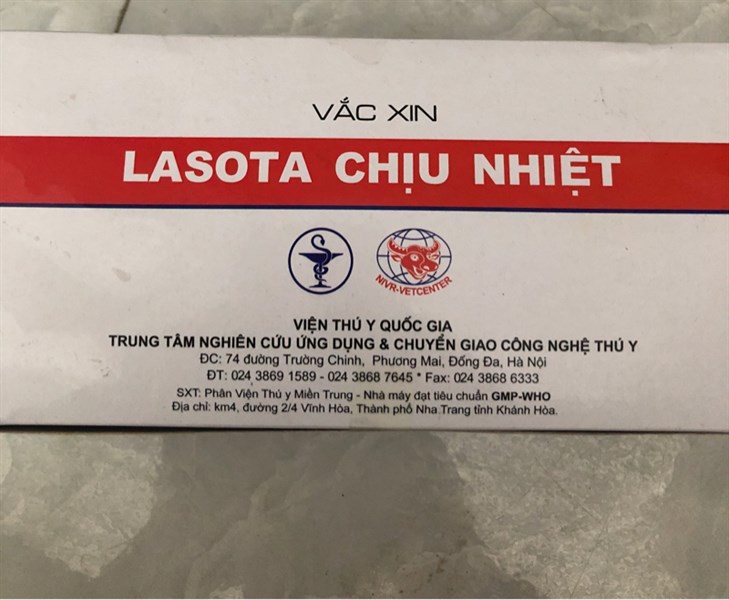 VẮC XIN
LASOTA CHỊU NHIỆT
NIVR-VETCENTER
VIỆN THÚ Y QUỐC GIA
TRUNG TÂM NGHIÊN CỨU ỨNG DỤNG & CHUYỂN GIAO CÔNG NGHỆ THÚ Y
ĐC: 74 đường Trường Chinh, Phương Mai, Đống Đa, Hà Nội
ĐT: 024 3869 1589 - 024 3868 7645 * Fax: 024 3868 6333
SXT: Phân Viện Thú y Miền Trung - Nhà máy đạt tiêu chuẩn GMP-WHO
Địa chỉ: km4, đường 2/4 Vĩnh Hòa, Thành phố Nha Trang tỉnh Khánh Hòa.